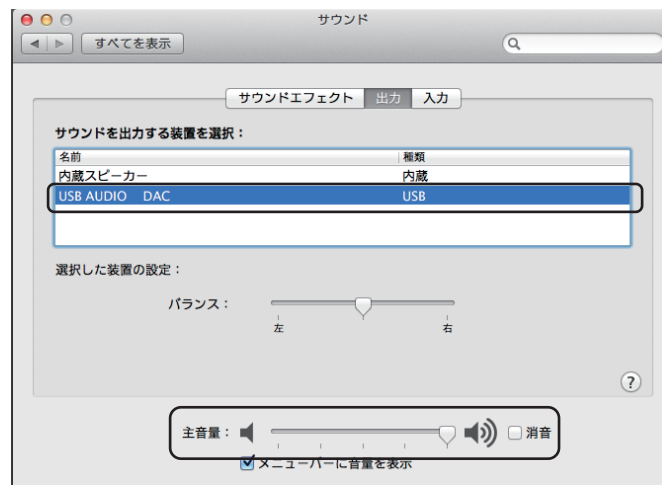 サウンド
すべてを表示
サウンドエフェクト 出力 入力
サウンドを出力する装置を選択：
名前 種類
内蔵スピーカー 内蔵
USB AUDIO DAC USB
選択した装置の設定：
バランス：
左 右
?
主音量： 消音
メニューバーに音量を表示